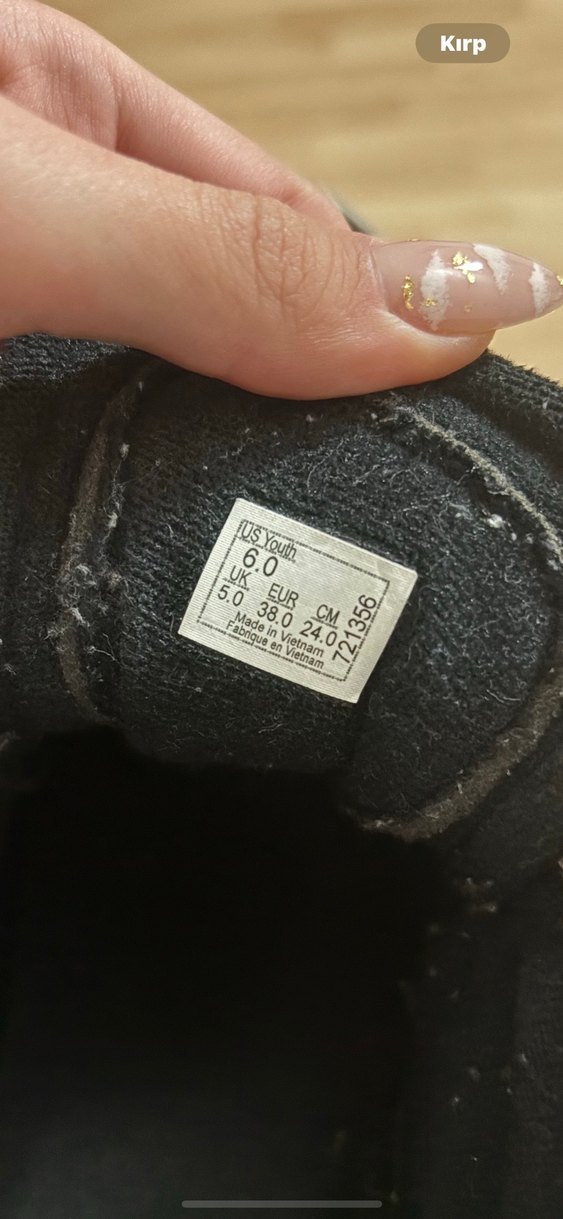 Kırp
US Youth
6.0
UK EUR CM
5.0 38.0 24.0
Made in Vietnam
Fabrique en Vietnam
721356